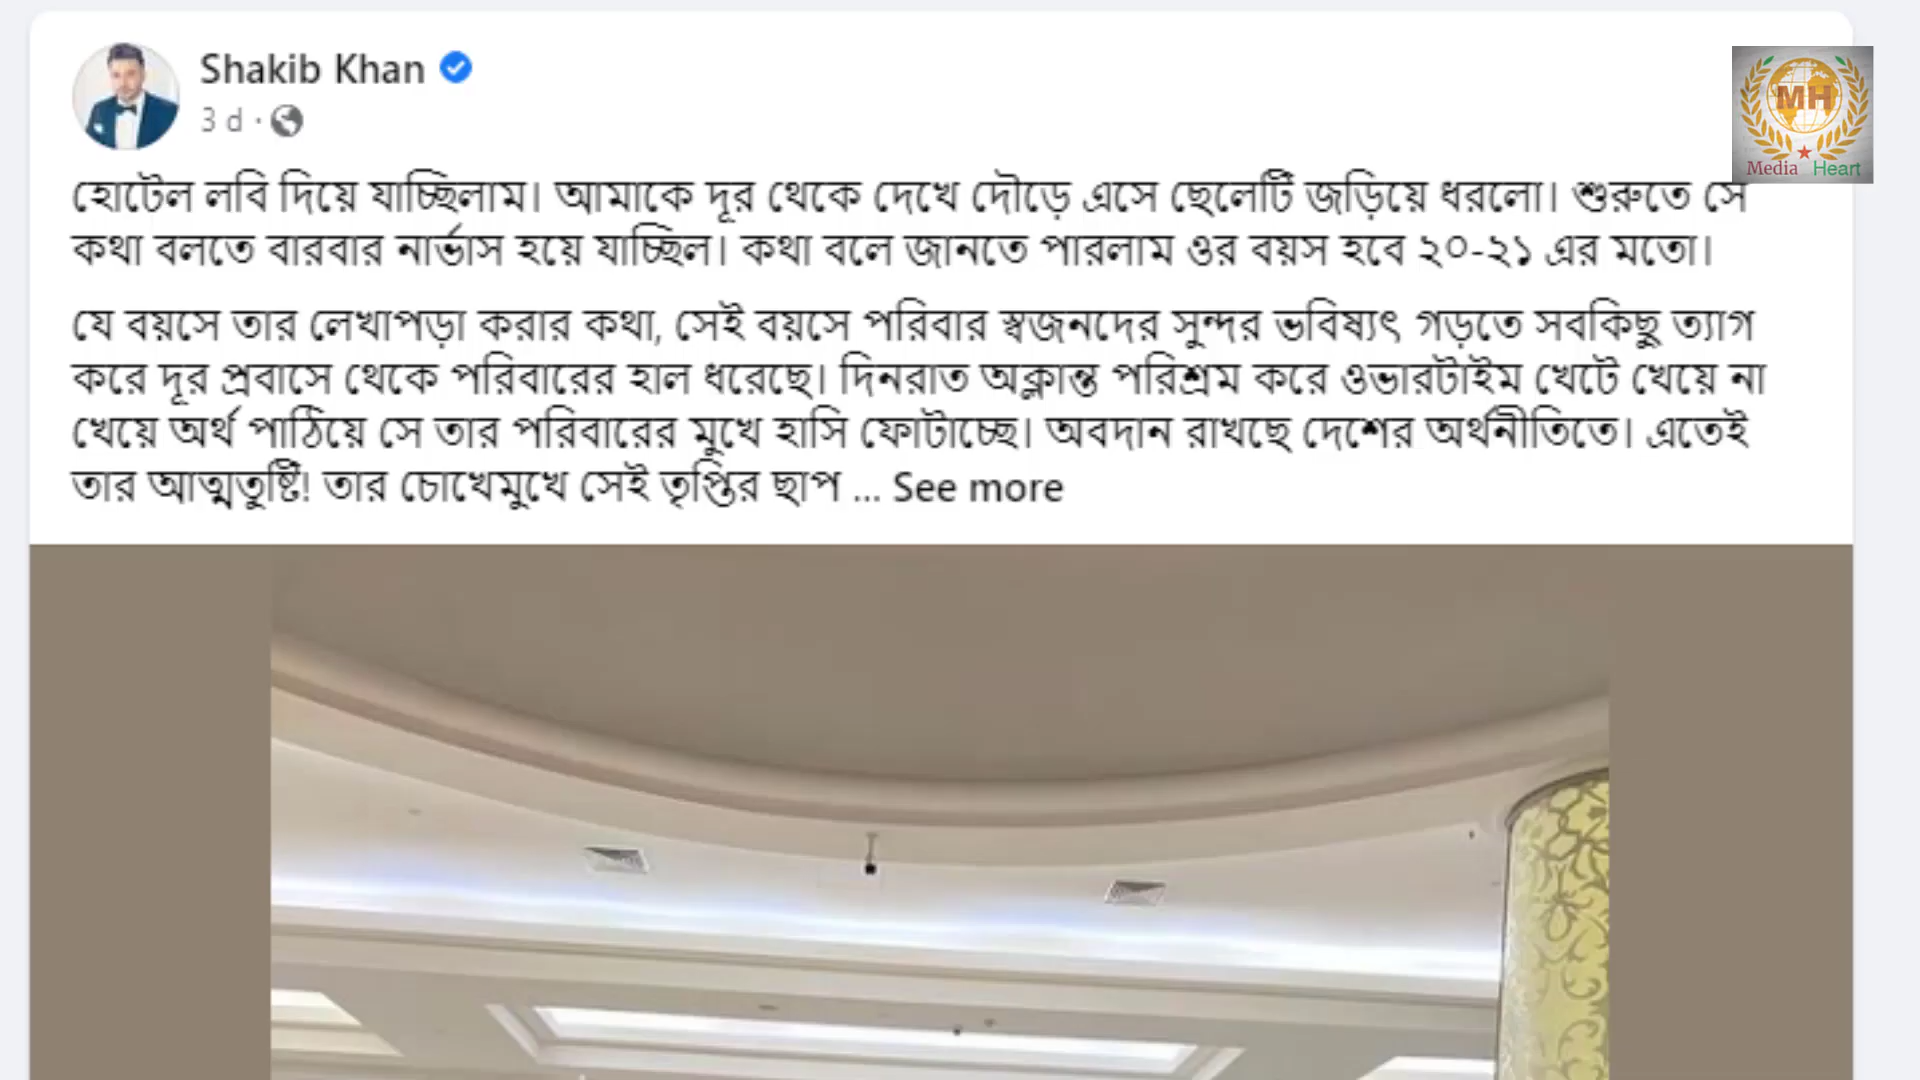 Shakib Khan
3 d ·
MH
Media Heart
হোটেল লবি দিয়ে যাচ্ছিলাম। আমাকে দূর থেকে দেখে দৌড়ে এসে ছেলেটি জড়িয়ে ধরলো। শুরুতে সে
কথা বলতে বারবার নার্ভাস হয়ে যাচ্ছিল। কথা বলে জানতে পারলাম ওর বয়স হবে ২০-২১ এর মতো।
যে বয়সে তার লেখাপড়া করার কথা, সেই বয়সে পরিবার স্বজনদের সুন্দর ভবিষ্যৎ গড়তে সবকিছু ত্যাগ
করে দূর প্রবাসে থেকে পরিবারের হাল ধরেছে। দিনরাত অক্লান্ত পরিশ্রম করে ওভারটাইম খেটে খেয়ে না
খেয়ে অর্থ পাঠিয়ে সে তার পরিবারের মুখে হাসি ফোটাচ্ছে। অবদান রাখছে দেশের অর্থনীতিতে। এতেই
তার আত্মতুষ্টি! তার চোখেমুখে সেই তৃপ্তির ছাপ ... See more